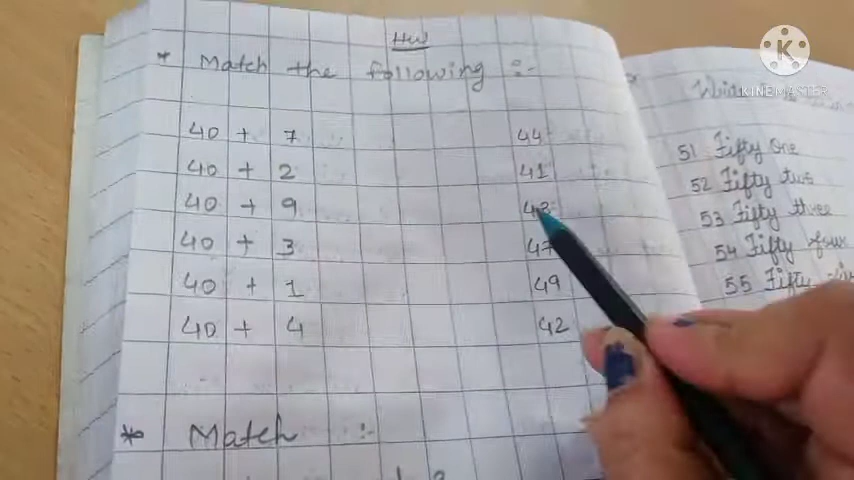 HW
* Match the following :-
40 + 7 44
40 + 2 41
40 + 9 43
40 + 3 47
40 + 1 49
40 + 4 42
* Match :-
51 Fifty One
52 Fifty two
53 Fifty three
54 Fifty four
55 Fifty
K
KINEMASTER